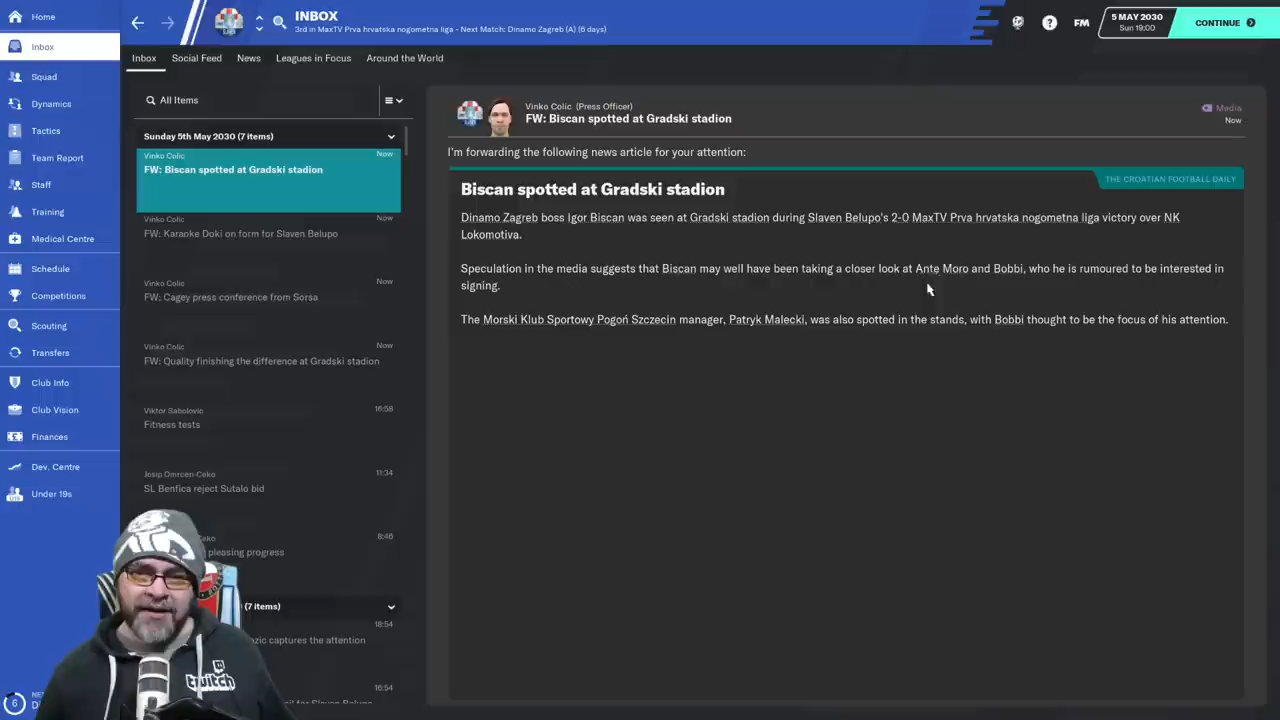 Home
INBOX
3rd in MaxTV Prva hrvatska nogometna liga - Next Match: Dinamo Zagreb (A) (6 days)
FM
5 MAY 2030
Sun 19:00
CONTINUE
Inbox
Squad
Dynamics
Tactics
Team Report
Staff
Training
Medical Centre
Schedule
Competitions
Scouting
Transfers
Club Info
Club Vision
Finances
Dev. Centre
Under 19s
6
Inbox
Social Feed
News
Leagues in Focus
Around the World
All Items
Sunday 5th May 2030 (7 items)
Vinko Colic
Now
FW: Biscan spotted at Gradski stadion
Vinko Colic
Now
FW: Karaoke Doki on form for Slaven Belupo
Vinko Colic
Now
FW: Cagey press conference from Sorsa
Vinko Colic
Now
FW: Quality finishing the difference at Gradski stadion
Viktor Sabolovic
16:58
Fitness tests
Josip Omrcen-Ceko
11:34
SL Benfica reject Sutalo bid
8:46
pleasing progress
(7 items)
18:54
captures the attention
16:54
Vinko Colic (Press Officer)
FW: Biscan spotted at Gradski stadion
Media
Now
I'm forwarding the following news article for your attention:
THE CROATIAN FOOTBALL DAILY
Biscan spotted at Gradski stadion
Dinamo Zagreb boss Igor Biscan was seen at Gradski stadion during Slaven Belupo's 2-0 MaxTV Prva hrvatska nogometna liga victory over NK
Lokomotiva.
Speculation in the media suggests that Biscan may well have been taking a closer look at Ante Moro and Bobbi, who he is rumoured to be interested in
signing.
The Morski Klub Sportowy Pogoń Szczecin manager, Patryk Malecki, was also spotted in the stands, with Bobbi thought to be the focus of his attention.
twitch